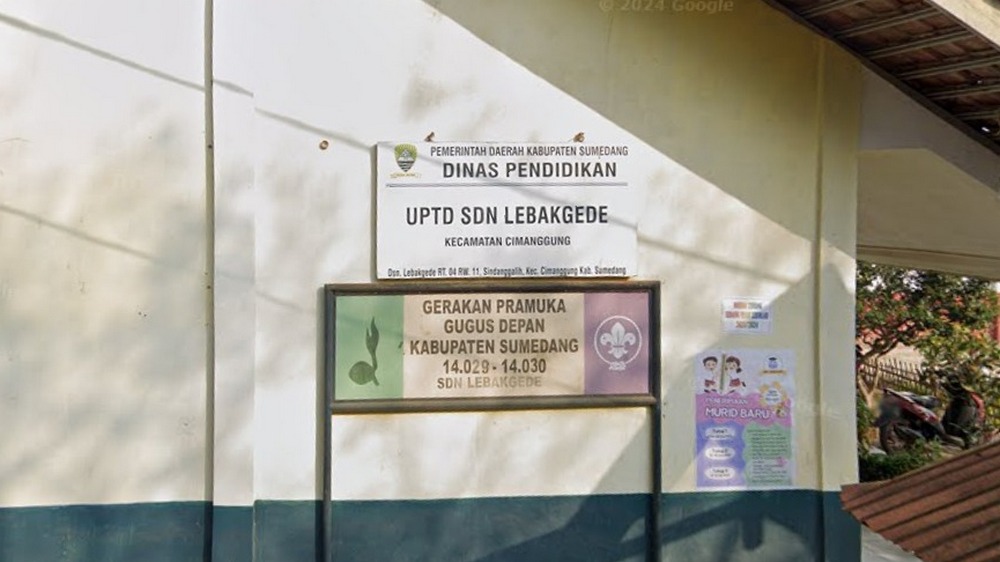 © 2024 Google
PEMERINTAH DAERAH KABUPATEN SUMEDANG
DINAS PENDIDIKAN
UPTD SDN LEBAKGEDE
KECAMATAN CIMANGGUNG
Dsn. Lebakgede RT. 04 RW. 11, Sindanggalih, Kec. Cimanggung Kab. Sumedang
GERAKAN PRAMUKA
GUGUS DEPAN
KABUPATEN SUMEDANG
14.029 - 14.030
SDN LEBAKGEDE
PENERIMAAN
MURID BARU
Google